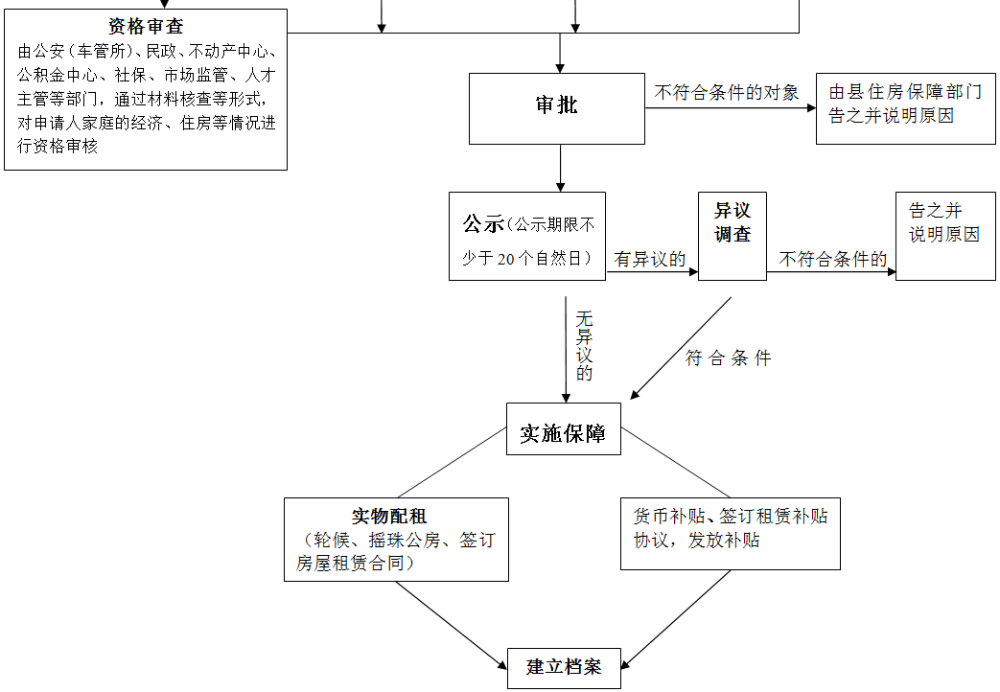 资格审查
由公安（车管所）、民政、不动产中心、
公积金中心、社保、市场监管、人才
主管等部门，通过材料核查等形式，
对申请人家庭的经济、住房等情况进
行资格审核
审批
不符合条件的对象
由县住房保障部门
告之并说明原因
公示（公示期限不
少于 20 个自然日）
有异议的
异议
调查
不符合条件的
告之并
说明原因
无
异
议
的
符合条件
实施保障
实物配租
（轮候、摇珠公房、签订
房屋租赁合同）
货币补贴、签订租赁补贴
协议，发放补贴
建立档案